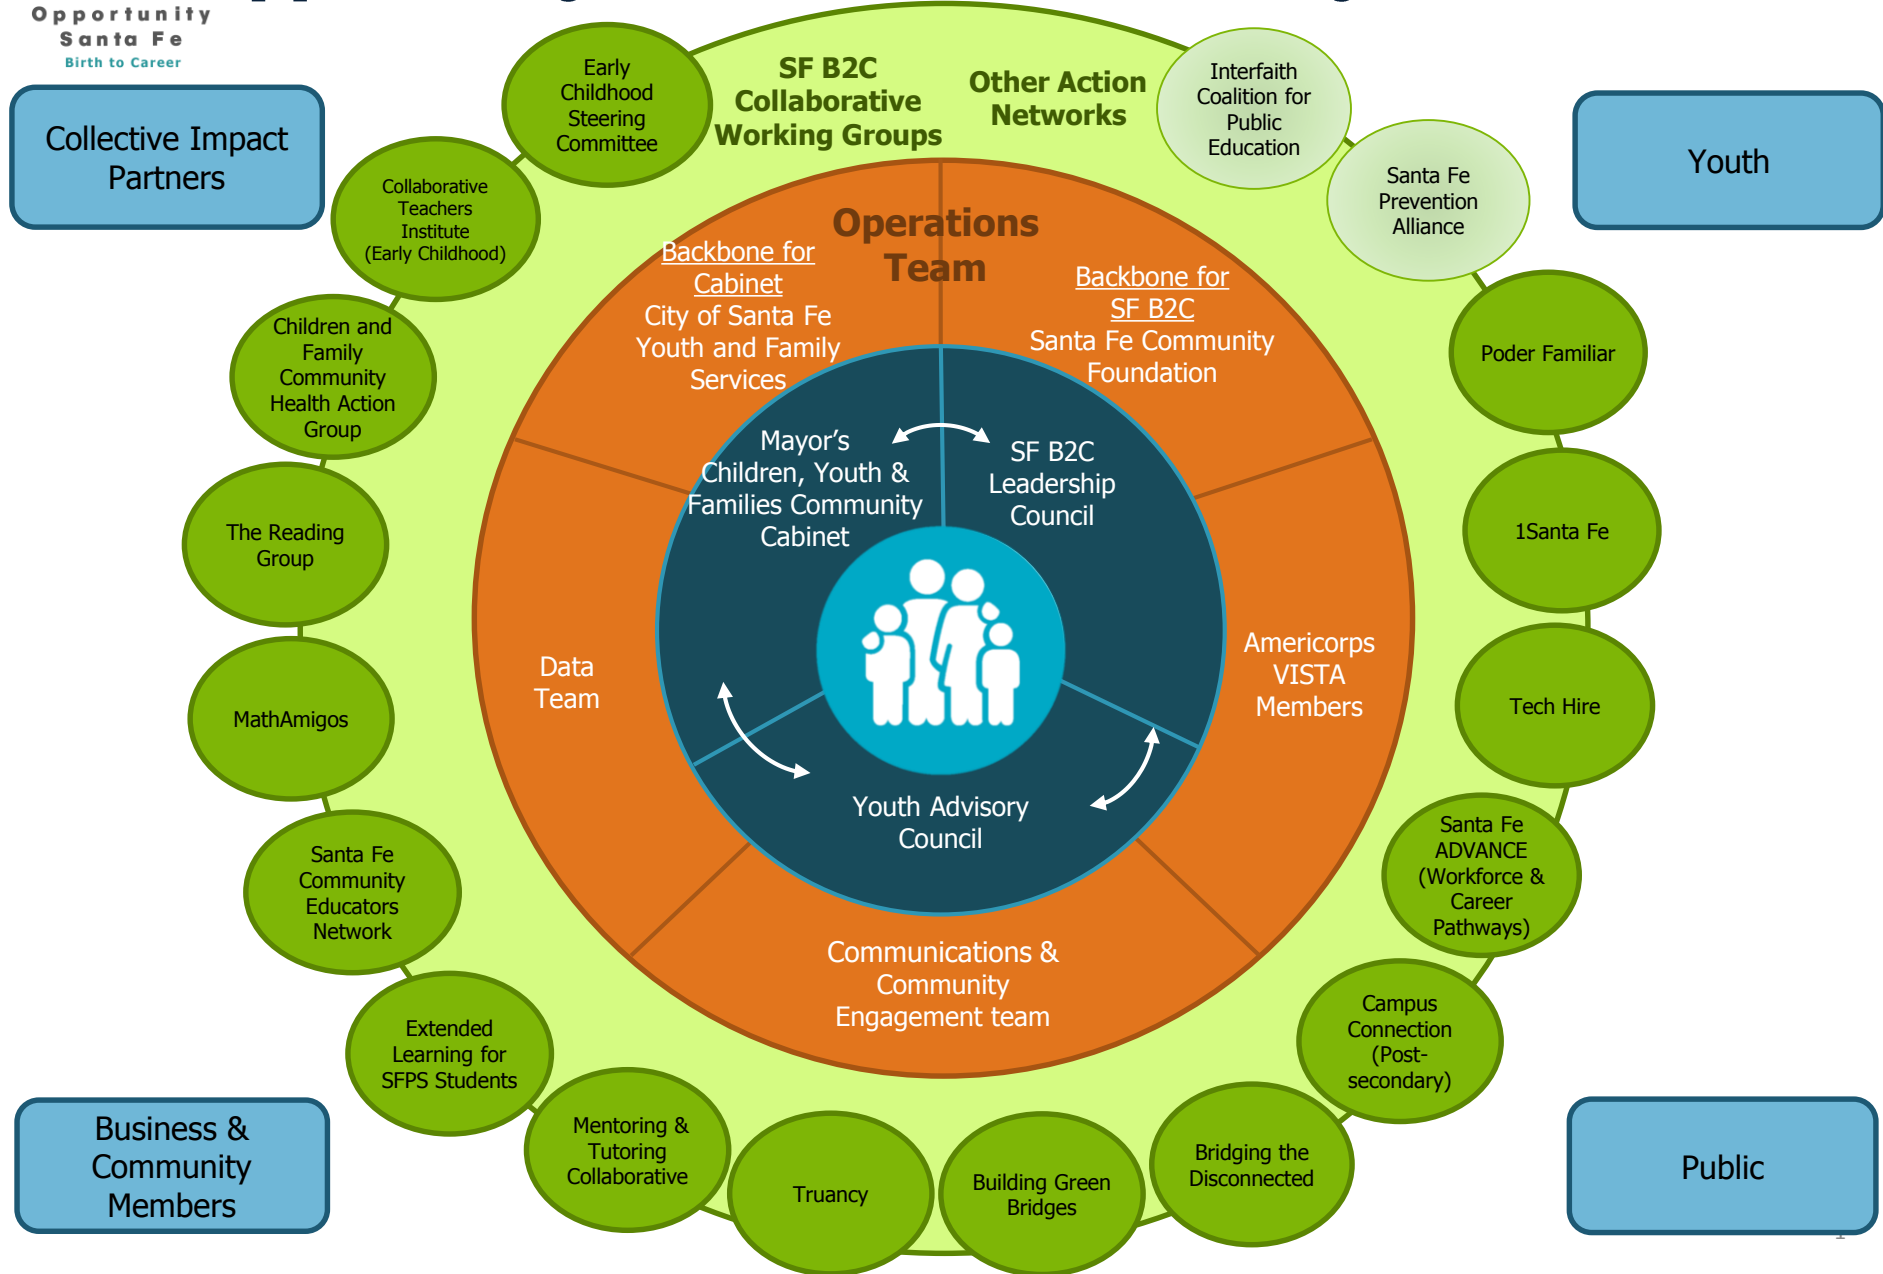 Opportunity
Santa Fe
Birth to Career
Collective Impact
Partners
Youth
Business &
Community
Members
Public
SF B2C
Collaborative
Working Groups
Other Action
Networks
Early
Childhood
Steering
Committee
Collaborative
Teachers
Institute
(Early Childhood)
Children and
Family
Community
Health Action
Group
The Reading
Group
MathAmigos
Santa Fe
Community
Educators
Network
Extended
Learning for
SFPS Students
Mentoring &
Tutoring
Collaborative
Truancy
Building Green
Bridges
Bridging the
Disconnected
Campus
Connection
(Post-
secondary)
Santa Fe
ADVANCE
(Workforce &
Career
Pathways)
Tech Hire
1Santa Fe
Poder Familiar
Santa Fe
Prevention
Alliance
Interfaith
Coalition for
Public
Education
Operations
Team
Backbone for
Cabinet
City of Santa Fe
Youth and Family
Services
Backbone for
SF B2C
Santa Fe Community
Foundation
Data
Team
Americorps
VISTA
Members
Communications &
Community
Engagement team
Mayor’s
Children, Youth &
Families Community
Cabinet
SF B2C
Leadership
Council
Youth Advisory
Council